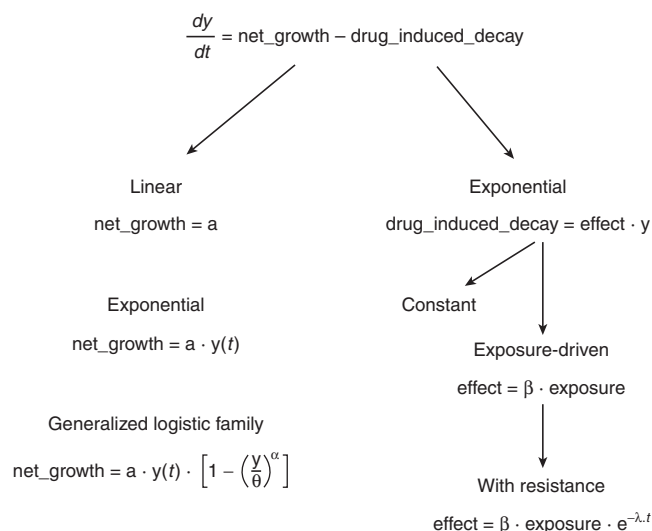 dy/dt = net_growth – drug_induced_decay
Linear
net_growth = a
Exponential
net_growth = a · y(t)
Generalized logistic family
net_growth = a · y(t) · [1 – (y/θ)^α]
Exponential
drug_induced_decay = effect · y
Constant
Exposure-driven
effect = β · exposure
With resistance
effect = β · exposure · e^–λ.t